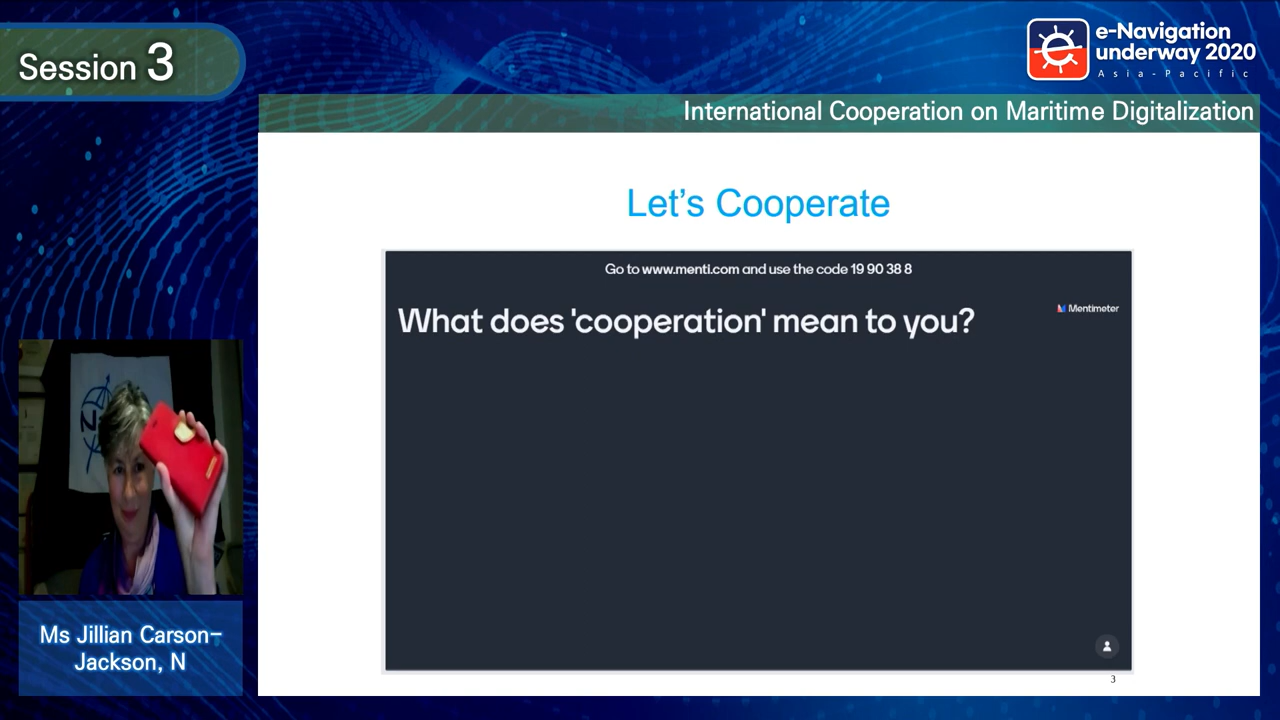 Session 3
e-Navigation
underway 2020
Asia-Pacific
International Cooperation on Maritime Digitalization
Let's Cooperate
Go to www.menti.com and use the code 19 90 38 8
What does 'cooperation' mean to you?
Mentimeter
Ms Jillian Carson-
Jackson, N
3